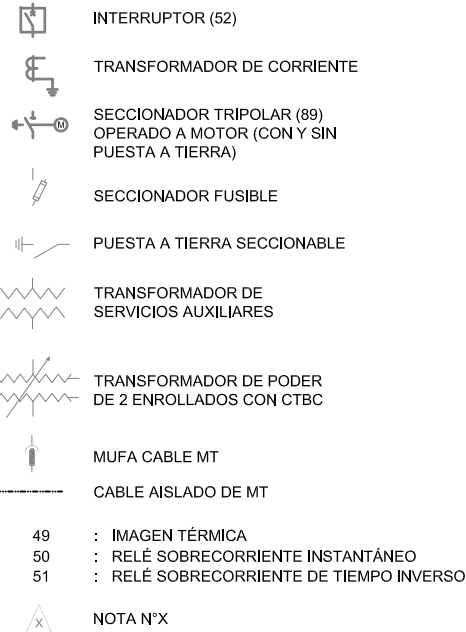 INTERRUPTOR (52)
TRANSFORMADOR DE CORRIENTE
M
SECCIONADOR TRIPOLAR (89)
OPERADO A MOTOR (CON Y SIN
PUESTA A TIERRA)
SECCIONADOR FUSIBLE
PUESTA A TIERRA SECCIONABLE
TRANSFORMADOR DE
SERVICIOS AUXILIARES
TRANSFORMADOR DE PODER
DE 2 ENROLLADOS CON CTBC
MUFA CABLE MT
CABLE AISLADO DE MT
49 : IMAGEN TÉRMICA
50 : RELÉ SOBRECORRIENTE INSTANTÁNEO
51 : RELÉ SOBRECORRIENTE DE TIEMPO INVERSO
X NOTA N°X